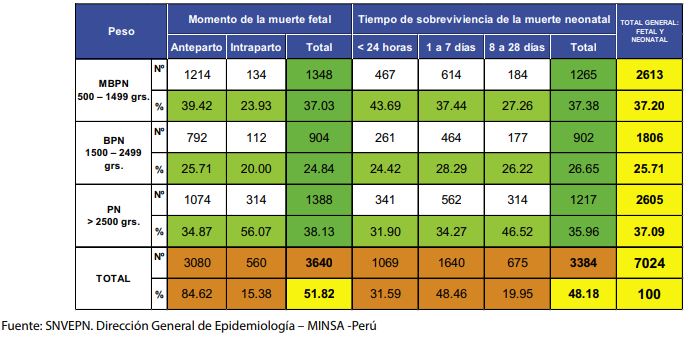 Peso Momento de la muerte fetal Tiempo de sobreviviencia de la muerte neonatal TOTAL GENERAL: FETAL Y NEONATAL
Anteparto Intraparto Total < 24 horas 1 a 7 días 8 a 28 días Total
MBPN 500 – 1499 grs. Nº 1214 134 1348 467 614 184 1265 2613
% 39.42 23.93 37.03 43.69 37.44 27.26 37.38 37.20
BPN 1500 – 2499 grs. Nº 792 112 904 261 464 177 902 1806
% 25.71 20.00 24.84 24.42 28.29 26.22 26.65 25.71
PN > 2500 grs. Nº 1074 314 1388 341 562 314 1217 2605
% 34.87 56.07 38.13 31.90 34.27 46.52 35.96 37.09
TOTAL Nº 3080 560 3640 1069 1640 675 3384 7024
% 84.62 15.38 51.82 31.59 48.46 19.95 48.18 100
Fuente: SNVEPN. Dirección General de Epidemiología – MINSA -Perú